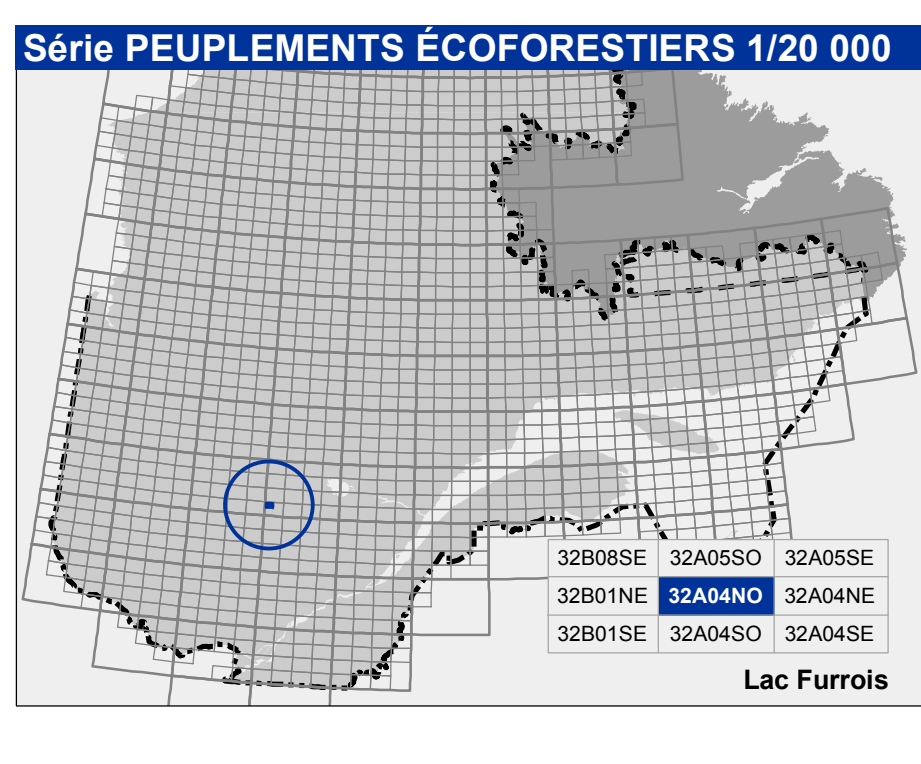 Série PEUPLEMENTS ÉCOFORESTIERS 1/20 000
32B08SE 32A05SO 32A05SE
32B01NE 32A04NO 32A04NE
32B01SE 32A04SO 32A04SE
Lac Furrois